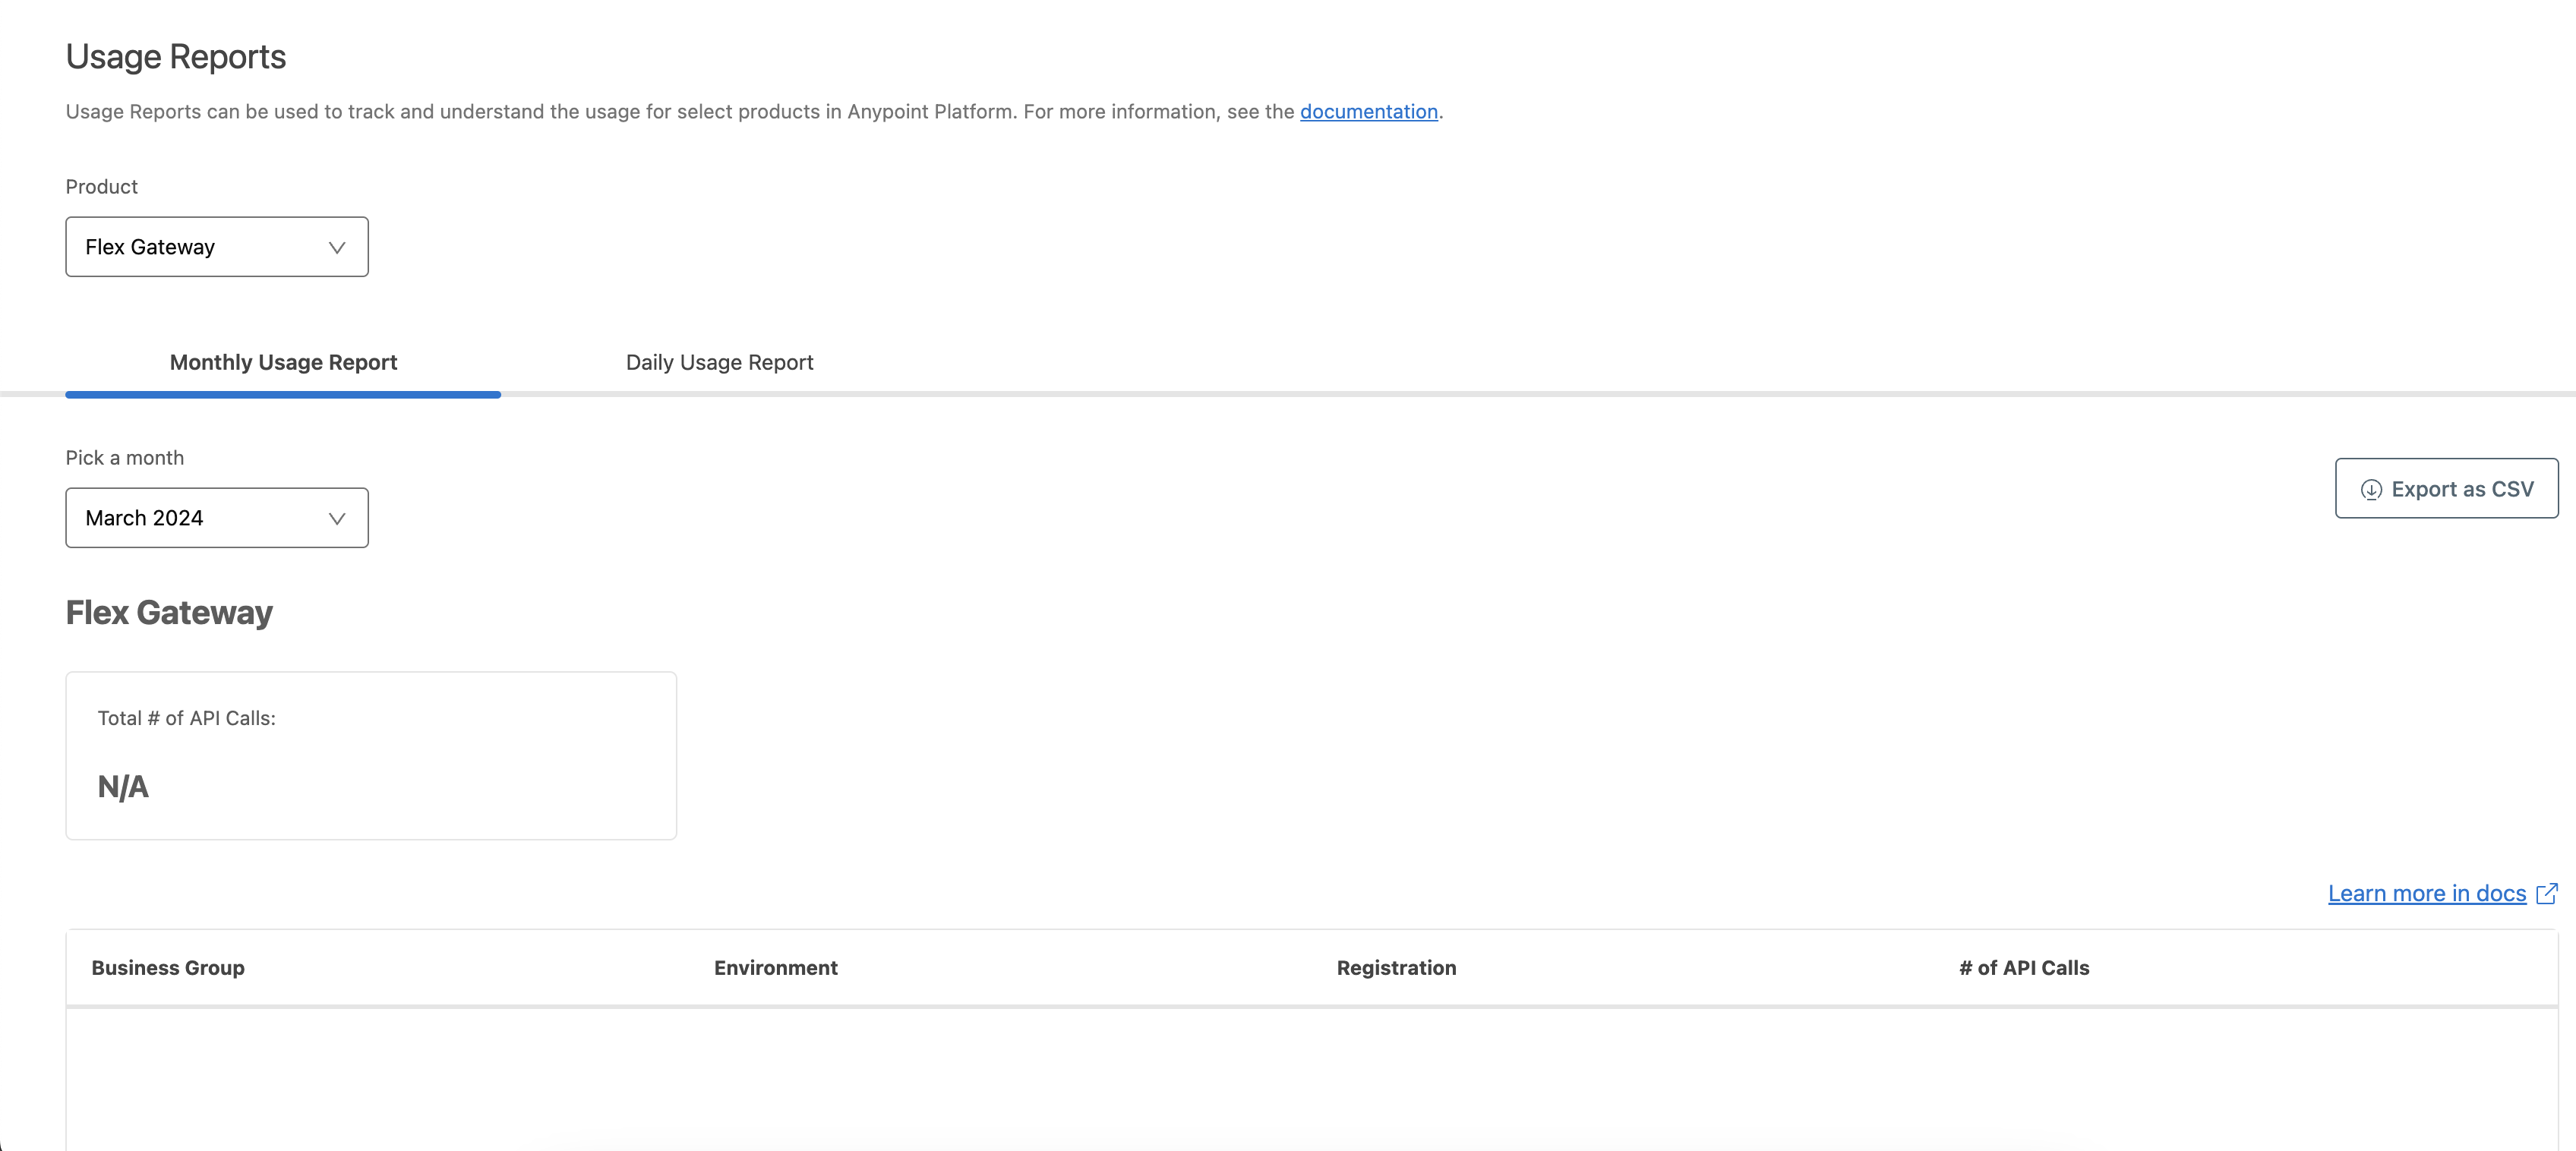 Usage Reports
Usage Reports can be used to track and understand the usage for select products in Anypoint Platform. For more information, see the documentation.
Product
Flex Gateway
Monthly Usage Report
Daily Usage Report
Pick a month
March 2024
Export as CSV
Flex Gateway
Total # of API Calls:
N/A
Learn more in docs
Business Group
Environment
Registration
# of API Calls